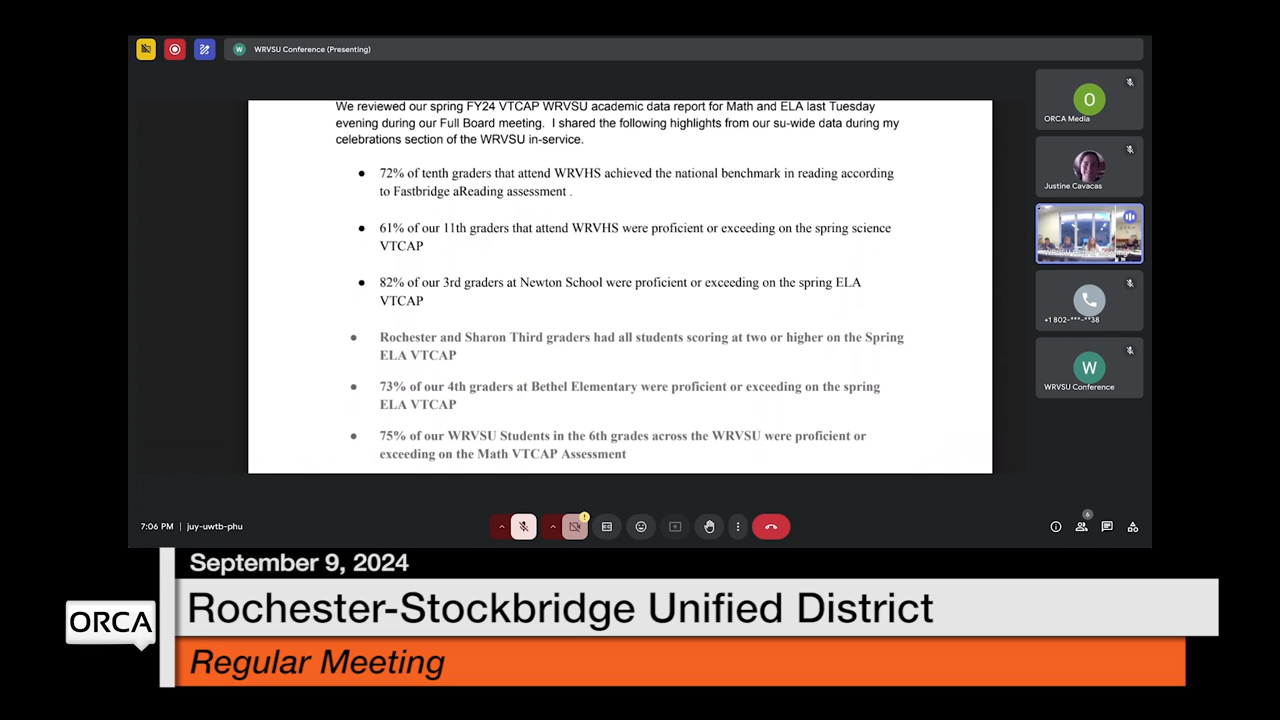 WRVSU Conference (Presenting)
We reviewed our spring FY24 VTCAP WRVSU academic data report for Math and ELA last Tuesday
evening during our Full Board meeting. I shared the following highlights from our su-wide data during my
celebrations section of the WRVSU in-service.
● 72% of tenth graders that attend WRVHS achieved the national benchmark in reading according
to Fastbridge aReading assessment .
● 61% of our 11th graders that attend WRVHS were proficient or exceeding on the spring science
VTCAP
● 82% of our 3rd graders at Newton School were proficient or exceeding on the spring ELA
VTCAP
● Rochester and Sharon Third graders had all students scoring at two or higher on the Spring
ELA VTCAP
● 73% of our 4th graders at Bethel Elementary were proficient or exceeding on the spring
ELA VTCAP
● 75% of our WRVSU Students in the 6th grades across the WRVSU were proficient or
exceeding on the Math VTCAP Assessment
O
ORCA Media
Justine Cavacas
+1 802-***-**38
W
WRVSU Conference
7:06 PM | juy-uwtb-phu
6
September 9, 2024
ORCA
Rochester-Stockbridge Unified District
Regular Meeting